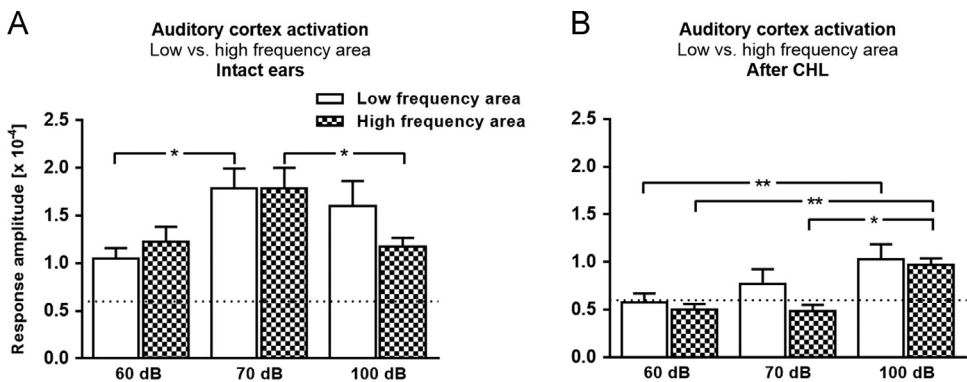 A
Auditory cortex activation
Low vs. high frequency area
Intact ears
Low frequency area
High frequency area
Response amplitude [x 10⁻⁴]
2.5
2.0
1.5
1.0
0.5
0.0
*
*
60 dB
70 dB
100 dB
B
Auditory cortex activation
Low vs. high frequency area
After CHL
2.5
2.0
1.5
1.0
0.5
0.0
**
**
*
60 dB
70 dB
100 dB